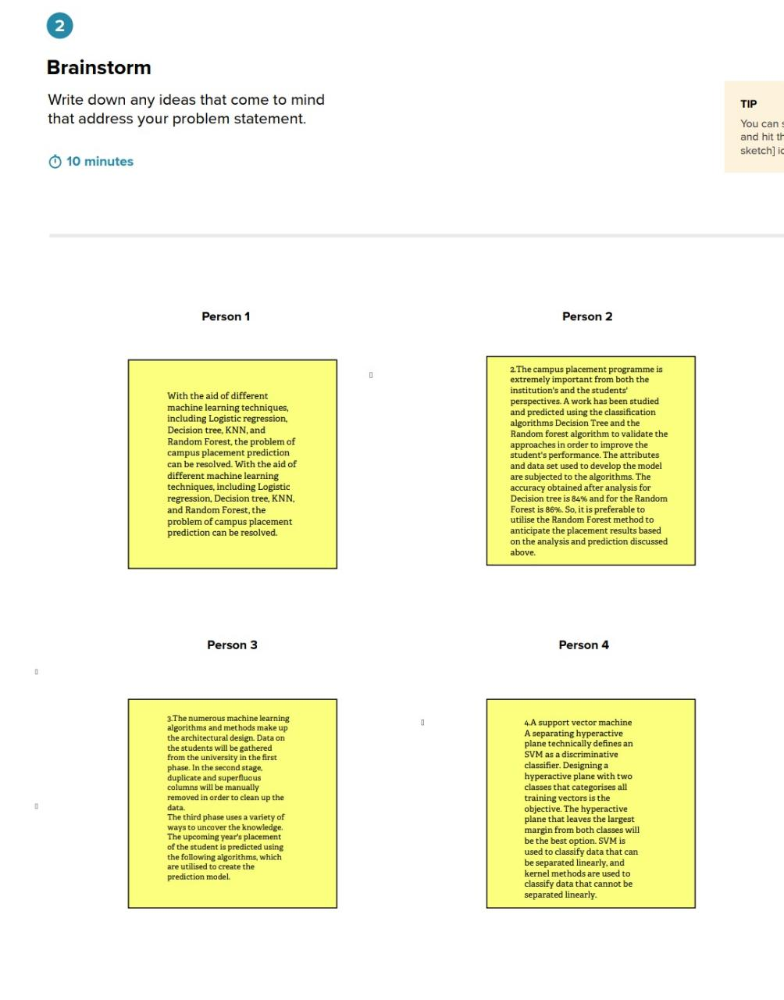 2
Brainstorm
Write down any ideas that come to mind
that address your problem statement.
10 minutes
TIP
You can
and hit
sketch]
Person 1
With the aid of different
machine learning techniques,
including Logistic regression,
Decision tree, KNN, and
Random Forest, the problem of
campus placement prediction
can be resolved. With the aid of
different machine learning
techniques, including Logistic
regression, Decision tree, KNN,
and Random Forest, the
problem of campus placement
prediction can be resolved.
Person 2
2.The campus placement programme is
extremely important from both the
institution's and the students'
perspectives. A work has been studied
and predicted using the classification
algorithms Decision Tree and the
Random forest algorithm to validate the
approaches in order to improve the
student's performance. The attributes
and data set used to develop the model
are subjected to the algorithms. The
accuracy obtained after analysis for
Decision tree is 84% and for the Random
Forest is 86%. So, it is preferable to
utilise the Random Forest method to
anticipate the placement results based
on the analysis and prediction discussed
above.
Person 3
3.The numerous machine learning
algorithms and methods make up
the architectural design. Data on
the students will be gathered
from the university in the first
phase. In the second stage,
duplicate and superfluous
columns will be manually
removed in order to clean up the
data.
The third phase uses a variety of
ways to uncover the knowledge.
The upcoming year's placement
of the student is predicted using
the following algorithms, which
are utilised to create the
prediction model.
Person 4
4.A support vector machine
A separating hyperactive
plane technically defines an
SVM as a discriminative
classifier. Designing a
hyperactive plane with two
classes that categorises all
training vectors is the
objective. The hyperactive
plane that leaves the largest
margin from both classes will
be the best option. SVM is
used to classify data that can
be separated linearly, and
kernel methods are used to
classify data that cannot be
separated linearly.